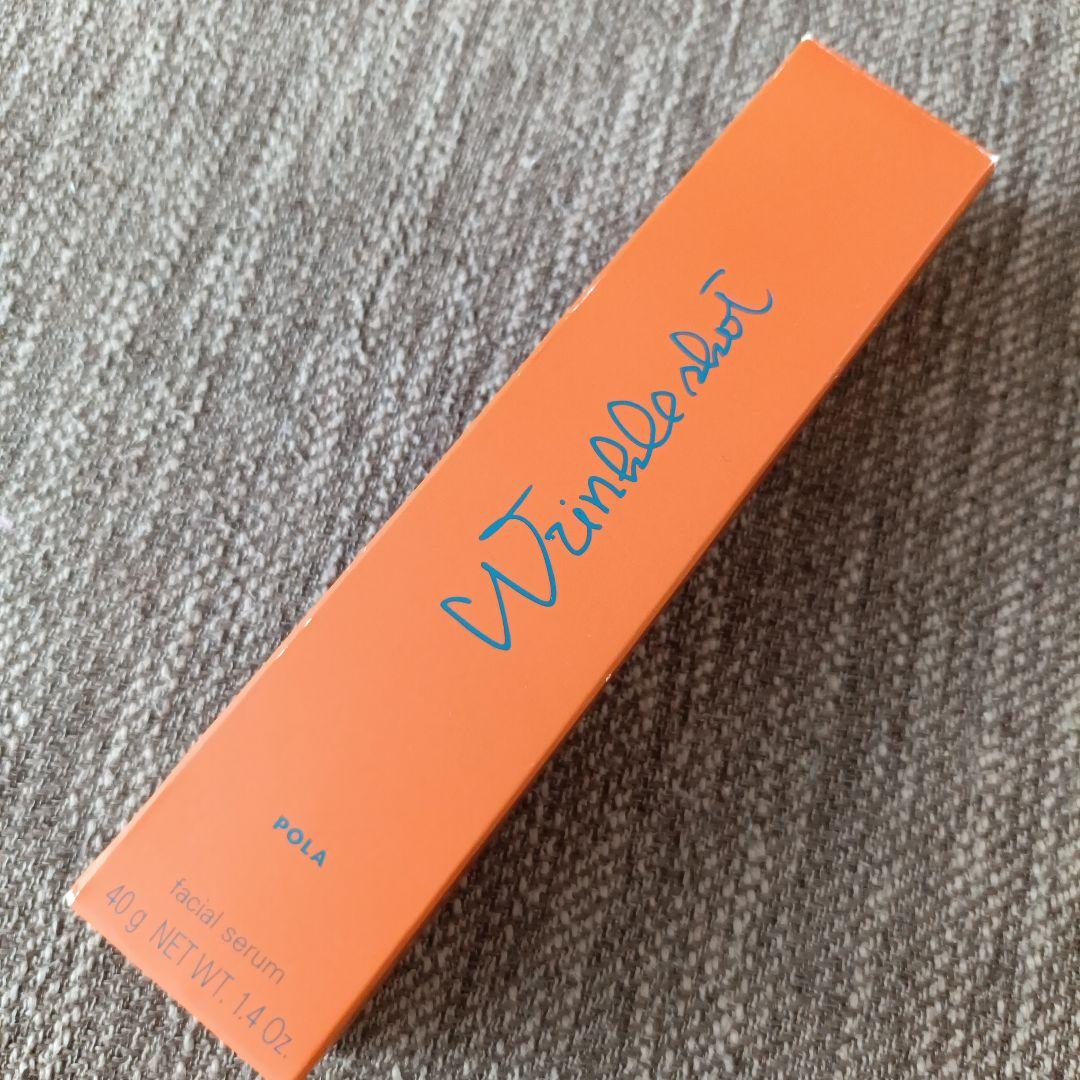 Wrinkle shot
POLA
facial serum
40 g NET WT. 1.4 Oz.